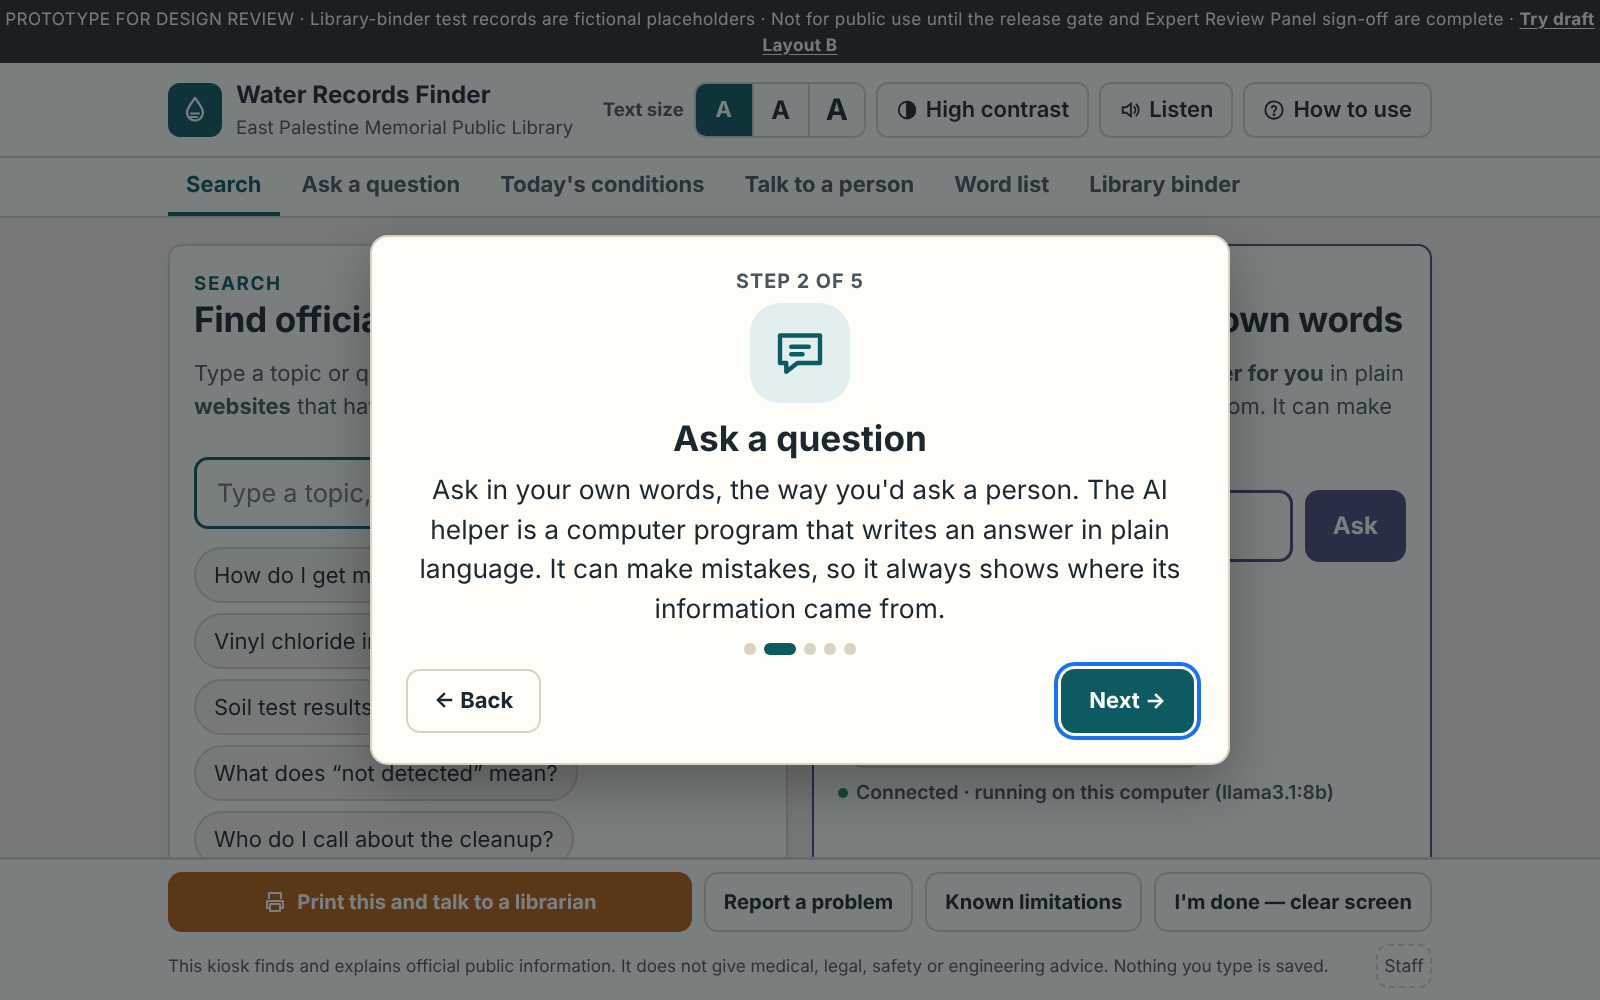 PROTOTYPE FOR DESIGN REVIEW · Library-binder test records are fictional placeholders · Not for public use until the release gate and Expert Review Panel sign-off are complete · Try draft
Layout B
Water Records Finder
East Palestine Memorial Public Library
Text size
A
A
A
High contrast
Listen
How to use
Search
Ask a question
Today's conditions
Talk to a person
Word list
Library binder
SEARCH
Find officia
own words
Type a topic or q
er for you in plain
websites that ha
om. It can make
Type a topic,
Ask
How do I get m
Vinyl chloride i
Soil test results
What does “not detected” mean?
Who do I call about the cleanup?
STEP 2 OF 5
Ask a question
Ask in your own words, the way you'd ask a person. The AI
helper is a computer program that writes an answer in plain
language. It can make mistakes, so it always shows where its
information came from.
← Back
Next →
Connected · running on this computer (llama3.1:8b)
Print this and talk to a librarian
Report a problem
Known limitations
I'm done — clear screen
This kiosk finds and explains official public information. It does not give medical, legal, safety or engineering advice. Nothing you type is saved.
Staff